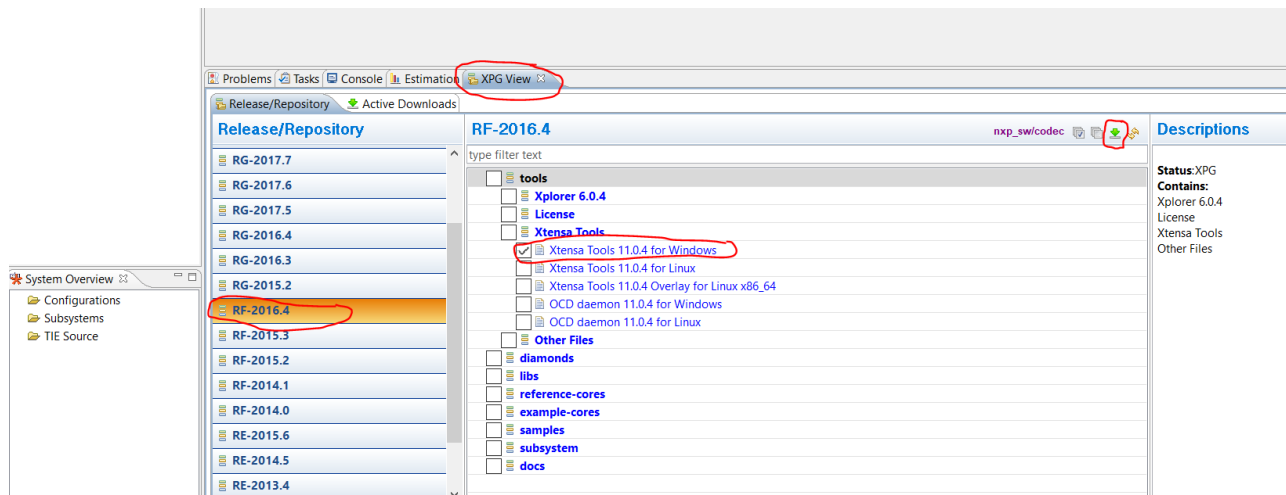 Problems Tasks Console Estimation XPG View
Release/Repository Active Downloads
Release/Repository
RG-2017.7
RG-2017.6
RG-2017.5
RG-2016.4
RG-2016.3
RG-2015.2
RF-2016.4
RF-2015.3
RF-2015.2
RF-2014.1
RF-2014.0
RE-2015.6
RE-2014.5
RE-2013.4
RF-2016.4 nxp_sw/codec
type filter text
tools
Xplorer 6.0.4
License
Xtensa Tools
Xtensa Tools 11.0.4 for Windows
Xtensa Tools 11.0.4 for Linux
Xtensa Tools 11.0.4 Overlay for Linux x86_64
OCD daemon 11.0.4 for Windows
OCD daemon 11.0.4 for Linux
Other Files
diamonds
libs
reference-cores
example-cores
samples
subsystem
docs
Descriptions
Status:XPG
Contains:
Xplorer 6.0.4
License
Xtensa Tools
Other Files
System Overview
Configurations
Subsystems
TIE Source